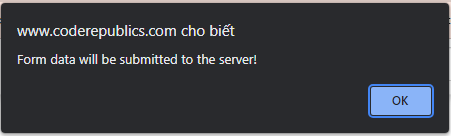 www.coderepublics.com cho biết
Form data will be submitted to the server!
OK